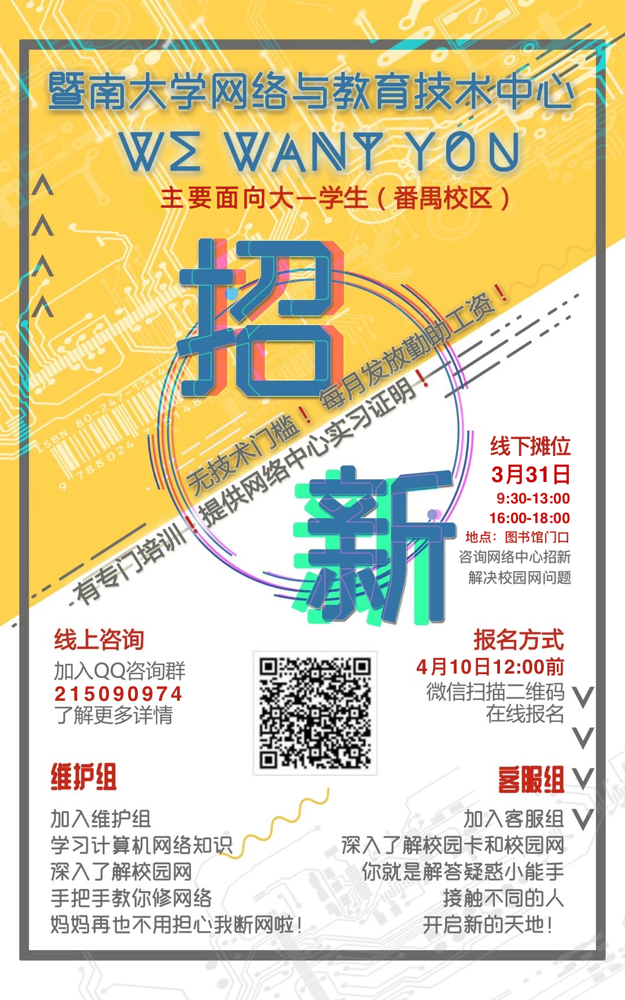 暨南大学网络与教育技术中心
WE WANT YOU
主要面向大一学生（番禺校区）
招新
无技术门槛！ 每月发放勤助工资！
有专门培训！提供网络中心实习证明！
ISBN 80-247-1514
9 788024 715148
线下摊位
3月31日
9:30-13:00
16:00-18:00
地点：图书馆门口
咨询网络中心招新
解决校园网问题
线上咨询
加入QQ咨询群
215090974
了解更多详情
报名方式
4月10日12:00前
微信扫描二维码
在线报名
维护组
加入维护组
学习计算机网络知识
深入了解校园网
手把手教你修网络
妈妈再也不用担心我断网啦！
客服组
加入客服组
深入了解校园卡和校园网
你就是解答疑惑小能手
接触不同的人
开启新的天地！